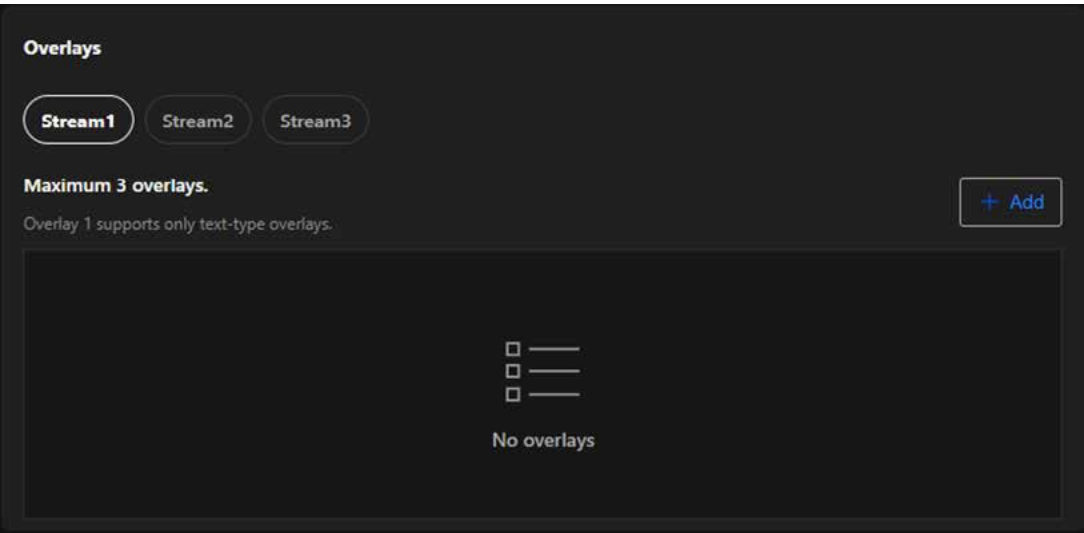 Overlays
Stream1 Stream2 Stream3
Maximum 3 overlays.
+ Add
Overlay 1 supports only text-type overlays.
No overlays